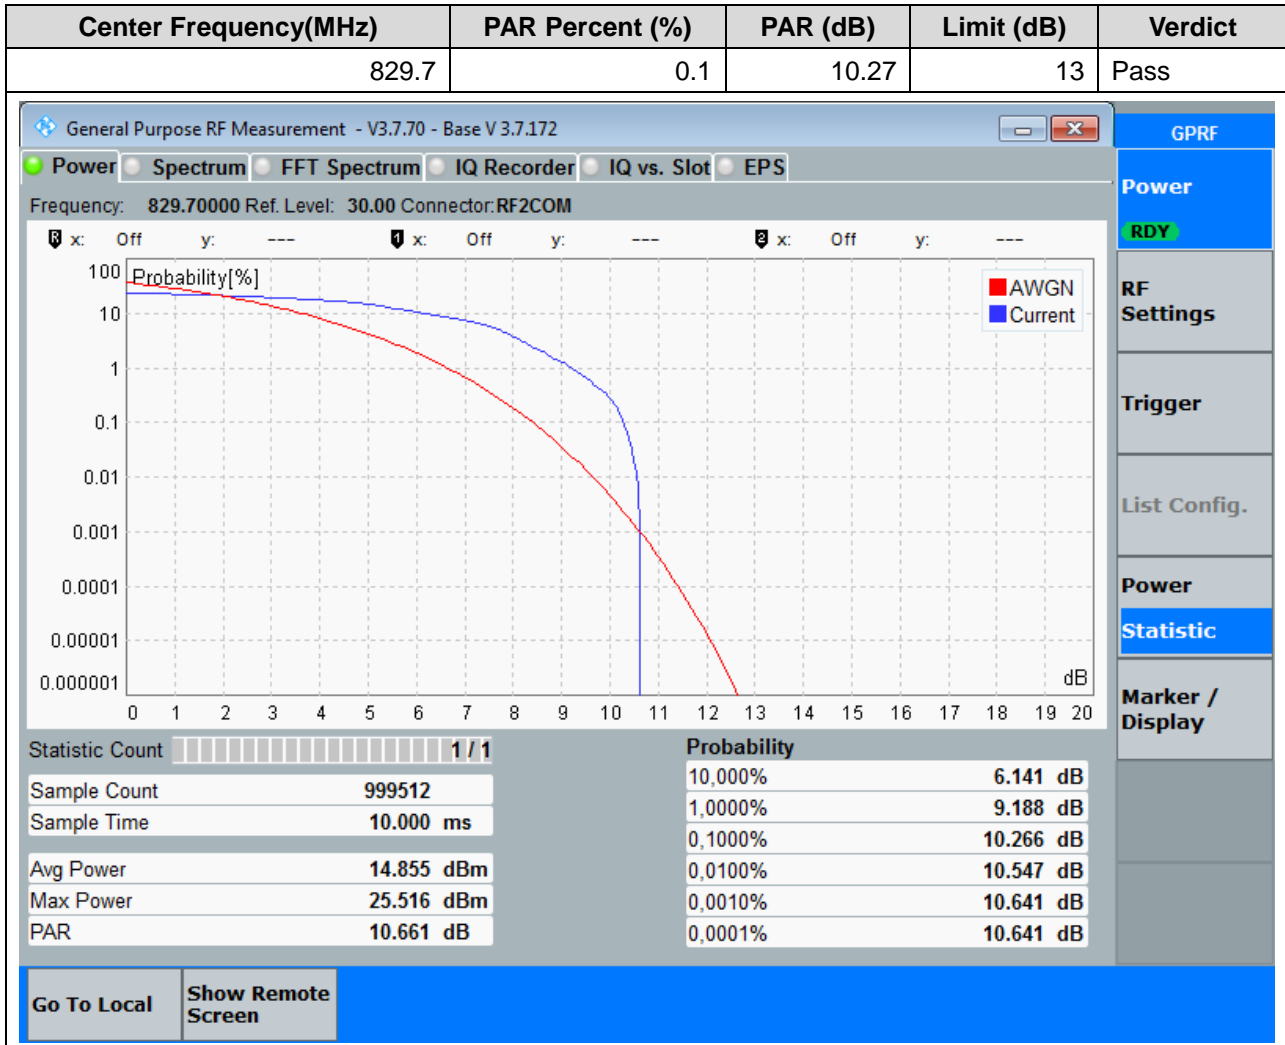 Center Frequency(MHz) PAR Percent (%) PAR (dB) Limit (dB) Verdict
829.7 0.1 10.27 13 Pass
General Purpose RF Measurement - V3.7.70 - Base V 3.7.172
GPRF
Power Spectrum FFT Spectrum IQ Recorder IQ vs. Slot EPS
Frequency: 829.70000 Ref. Level: 30.00 Connector:RF2COM
R x: Off y: --- 1 x: Off y: --- 2 x: Off y: ---
Probability[%]
100
10
1
0.1
0.01
0.001
0.0001
0.00001
0.000001
AWGN
Current
dB
0 1 2 3 4 5 6 7 8 9 10 11 12 13 14 15 16 17 18 19 20
Statistic Count 1 / 1
Sample Count 999512
Sample Time 10.000 ms
Avg Power 14.855 dBm
Max Power 25.516 dBm
PAR 10.661 dB
Probability
10,000% 6.141 dB
1,0000% 9.188 dB
0,1000% 10.266 dB
0,0100% 10.547 dB
0,0010% 10.641 dB
0,0001% 10.641 dB
Power
RDY
RF
Settings
Trigger
List Config.
Power
Statistic
Marker /
Display
Go To Local
Show Remote
Screen